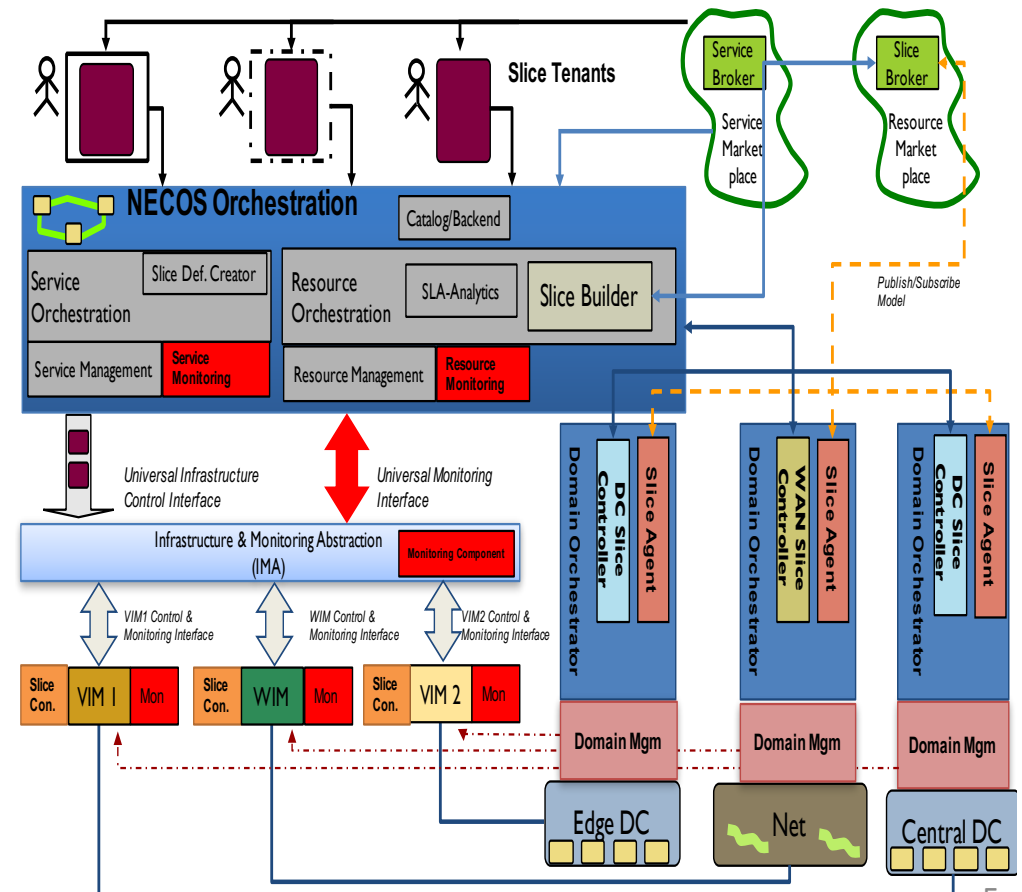 Slice Tenants
Service
Broker
Service
Market
place
Slice
Broker
Resource
Market
place
NECOS Orchestration
Catalog/Backend
Service
Orchestration
Slice Def. Creator
Resource
Orchestration
SLA-Analytics
Slice Builder
Service Management
Service
Monitoring
Resource Management
Resource
Monitoring
Publish/Subscribe
Model
Universal Infrastructure
Control Interface
Universal Monitoring
Interface
Infrastructure & Monitoring Abstraction
(IMA)
Monitoring Component
VIM1 Control &
Monitoring Interface
WIM Control &
Monitoring Interface
VIM2 Control &
Monitoring Interface
Slice
Con.
VIM 1
Mon
Slice
Con.
WIM
Mon
Slice
Con.
VIM 2
Mon
Domain Orchestrator
DC Slice
Controller
Slice Agent
Domain Orchestrator
WAN Slice
Controller
Slice Agent
Domain Orchestrator
DC Slice
Controller
Slice Agent
Domain Mgm
Domain Mgm
Domain Mgm
Edge DC
Net
Central DC